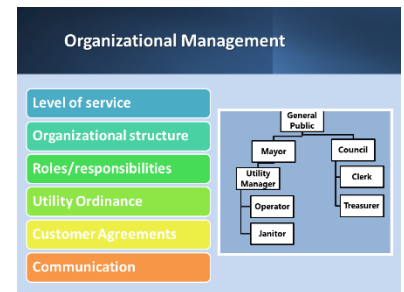 Organizational Management
Level of service
Organizational structure
Roles/responsibilities
Utility Ordinance
Customer Agreements
Communication
General
Public
Mayor
Council
Utility
Manager
Clerk
Operator
Treasurer
Janitor